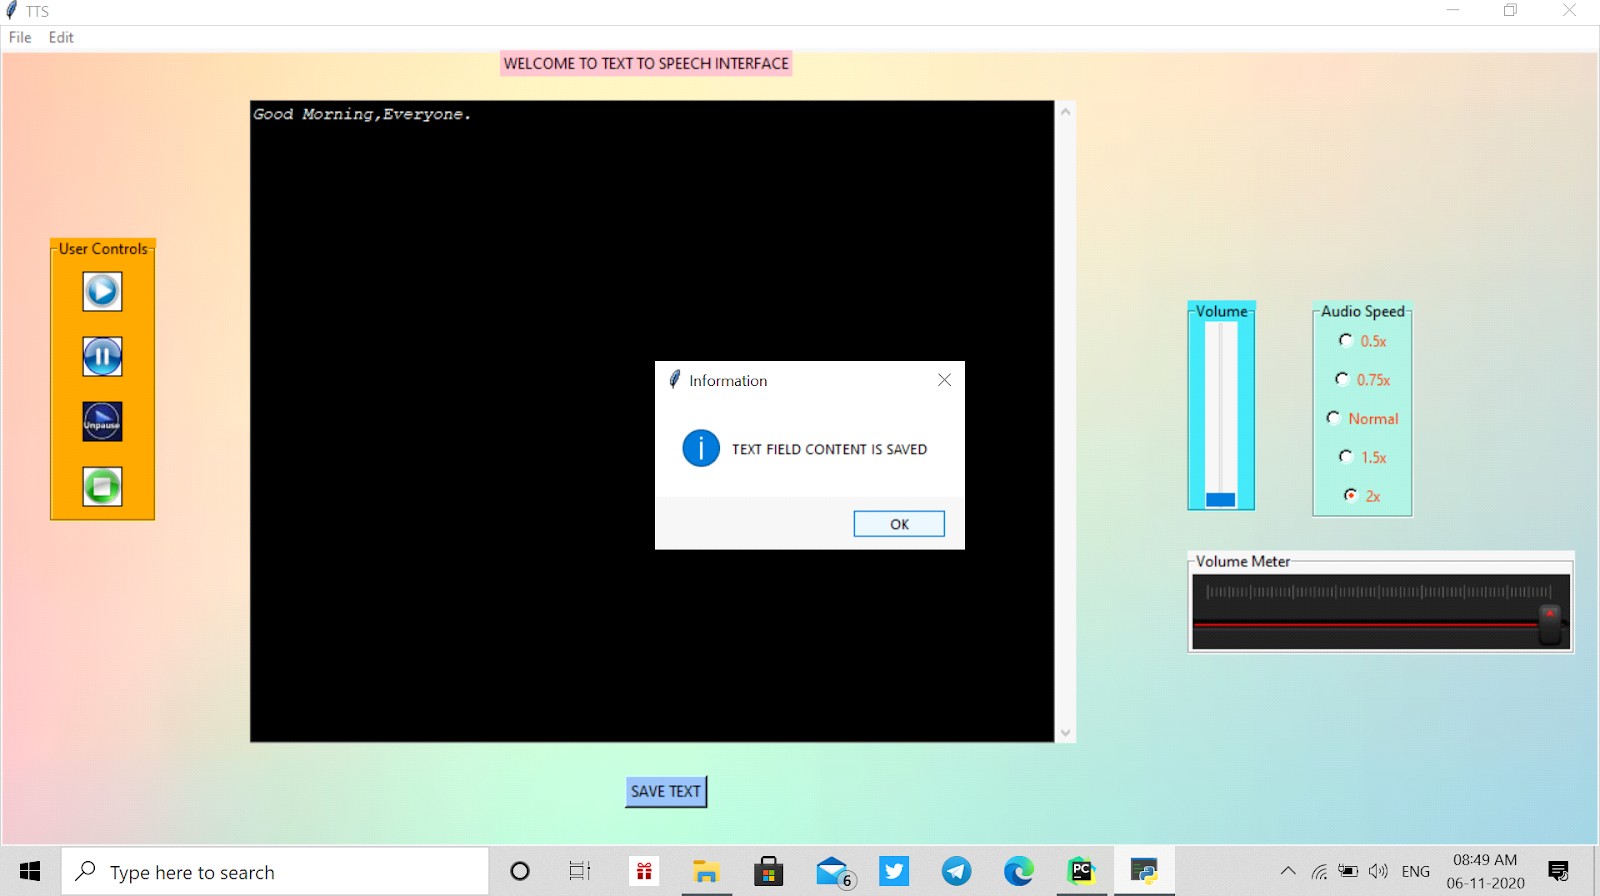 TTS
File Edit
WELCOME TO TEXT TO SPEECH INTERFACE
Good Morning,Everyone.
User Controls
Unpause
Volume
Audio Speed
0.5x
0.75x
Normal
1.5x
2x
Information
TEXT FIELD CONTENT IS SAVED
OK
Volume Meter
SAVE TEXT
Type here to search
6
PC
ENG
08:49 AM
06-11-2020